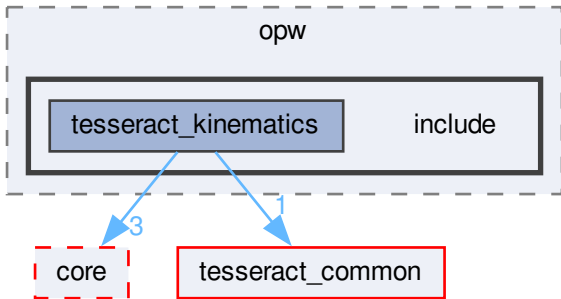 opw
tesseract_kinematics
include
3
1
core
tesseract_common